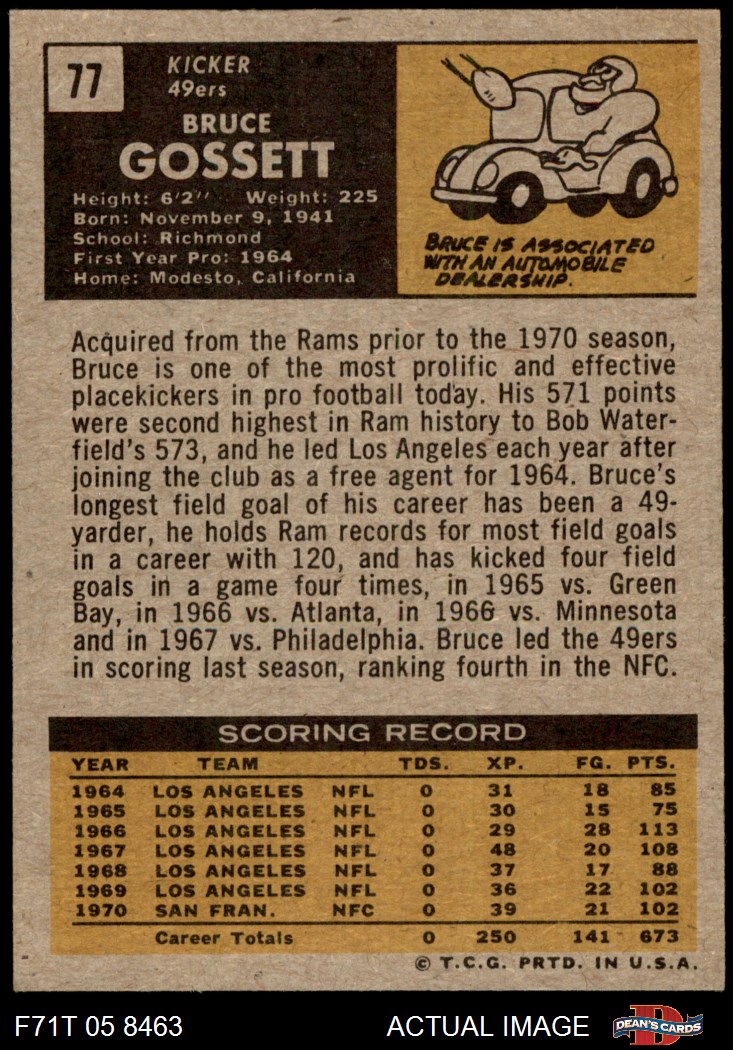 77
KICKER
49ers
BRUCE
GOSSETT
Height: 6'2" Weight: 225
Born: November 9, 1941
School: Richmond
First Year Pro: 1964
Home: Modesto, California
BRUCE IS ASSOCIATED
WITH AN AUTOMOBILE
DEALERSHIP.
Acquired from the Rams prior to the 1970 season,
Bruce is one of the most prolific and effective
placekickers in pro football today. His 571 points
were second highest in Ram history to Bob Water-
field's 573, and he led Los Angeles each year after
joining the club as a free agent for 1964. Bruce's
longest field goal of his career has been a 49-
yarder, he holds Ram records for most field goals
in a career with 120, and has kicked four field
goals in a game four times, in 1965 vs. Green
Bay, in 1966 vs. Atlanta, in 1966 vs. Minnesota
and in 1967 vs. Philadelphia. Bruce led the 49ers
in scoring last season, ranking fourth in the NFC.
SCORING RECORD
YEAR TEAM TDS. XP. FG. PTS.
1964 LOS ANGELES NFL 0 31 18 85
1965 LOS ANGELES NFL 0 30 15 75
1966 LOS ANGELES NFL 0 29 28 113
1967 LOS ANGELES NFL 0 48 20 108
1968 LOS ANGELES NFL 0 37 17 88
1969 LOS ANGELES NFL 0 36 22 102
1970 SAN FRAN. NFC 0 39 21 102
Career Totals 0 250 141 673
© T.C.G. PRTD. IN U.S.A.
F71T 05 8463 ACTUAL IMAGE D DEAN'S CARDS